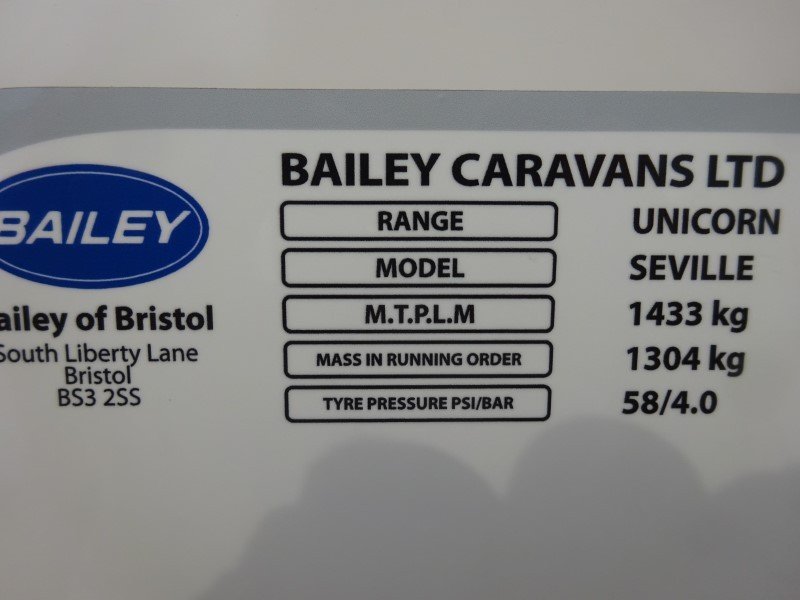 BAILEY CARAVANS LTD
BAILEY
RANGE UNICORN
MODEL SEVILLE
M.T.P.L.M 1433 kg
MASS IN RUNNING ORDER 1304 kg
TYRE PRESSURE PSI/BAR 58/4.0
ailey of Bristol
South Liberty Lane
Bristol
BS3 2SS